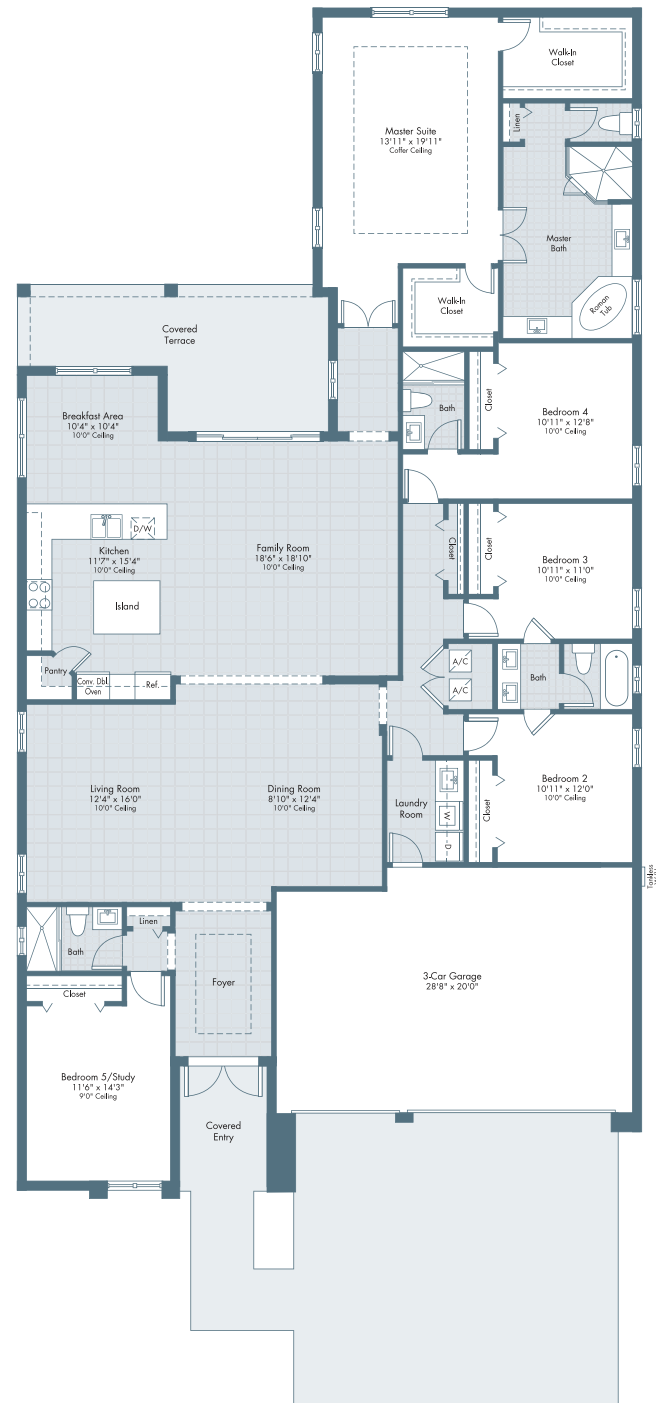 Walk-In
Closet
Master Suite
13'11" x 19'11"
Coffer Ceiling
Linen
Master
Bath
Walk-In
Closet
Roman
Tub
Covered
Terrace
Bath
Closet
Bedroom 4
10'11" x 12'8"
10'0" Ceiling
Breakfast Area
10'4" x 10'4"
10'0" Ceiling
D/W
Kitchen
11'7" x 15'4"
10'0" Ceiling
Family Room
18'6" x 18'10"
10'0" Ceiling
Closet
Closet
Bedroom 3
10'11" x 11'0"
10'0" Ceiling
Island
Pantry
Conv. Dbl.
Oven
Ref.
A/C
A/C
Bath
Living Room
12'4" x 16'0"
10'0" Ceiling
Dining Room
8'10" x 12'4"
10'0" Ceiling
Laundry
Room
W
D
Closet
Bedroom 2
10'11" x 12'0"
10'0" Ceiling
Tankless
Linen
Bath
Closet
Foyer
3-Car Garage
28'8" x 20'0"
Bedroom 5/Study
11'6" x 14'3"
9'0" Ceiling
Covered
Entry